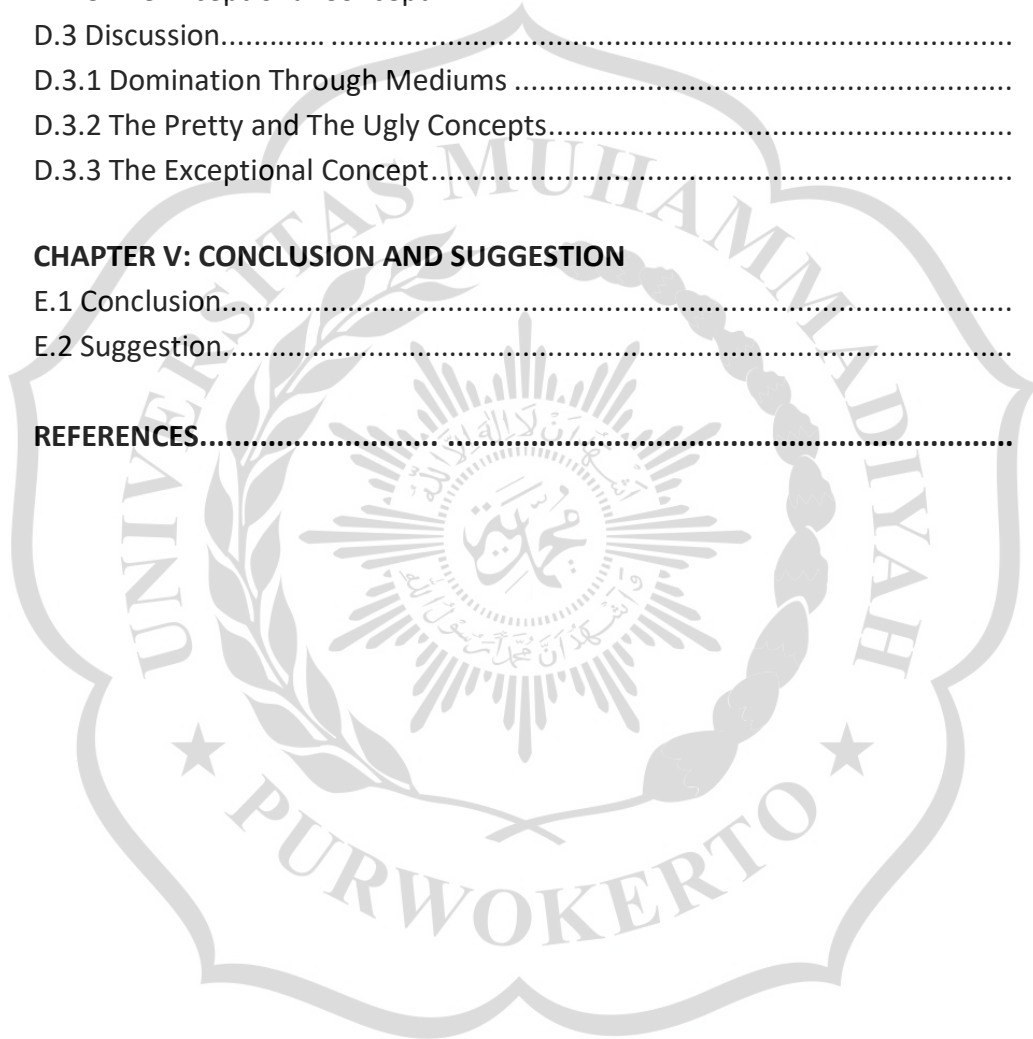 D.3 Discussion............. ..............................................................................
D.3.1 Domination Through Mediums ..............................................................
D.3.2 The Pretty and The Ugly Concepts..........................................................
D.3.3 The Exceptional Concept........................................................................
CHAPTER V: CONCLUSION AND SUGGESTION
E.1 Conclusion.................................................................................................
E.2 Suggestion.................................................................................................
REFERENCES.......................... ..................................................................
UNIVERSITAS MUHAMMADIYAH
★ PURWOKERTO ★